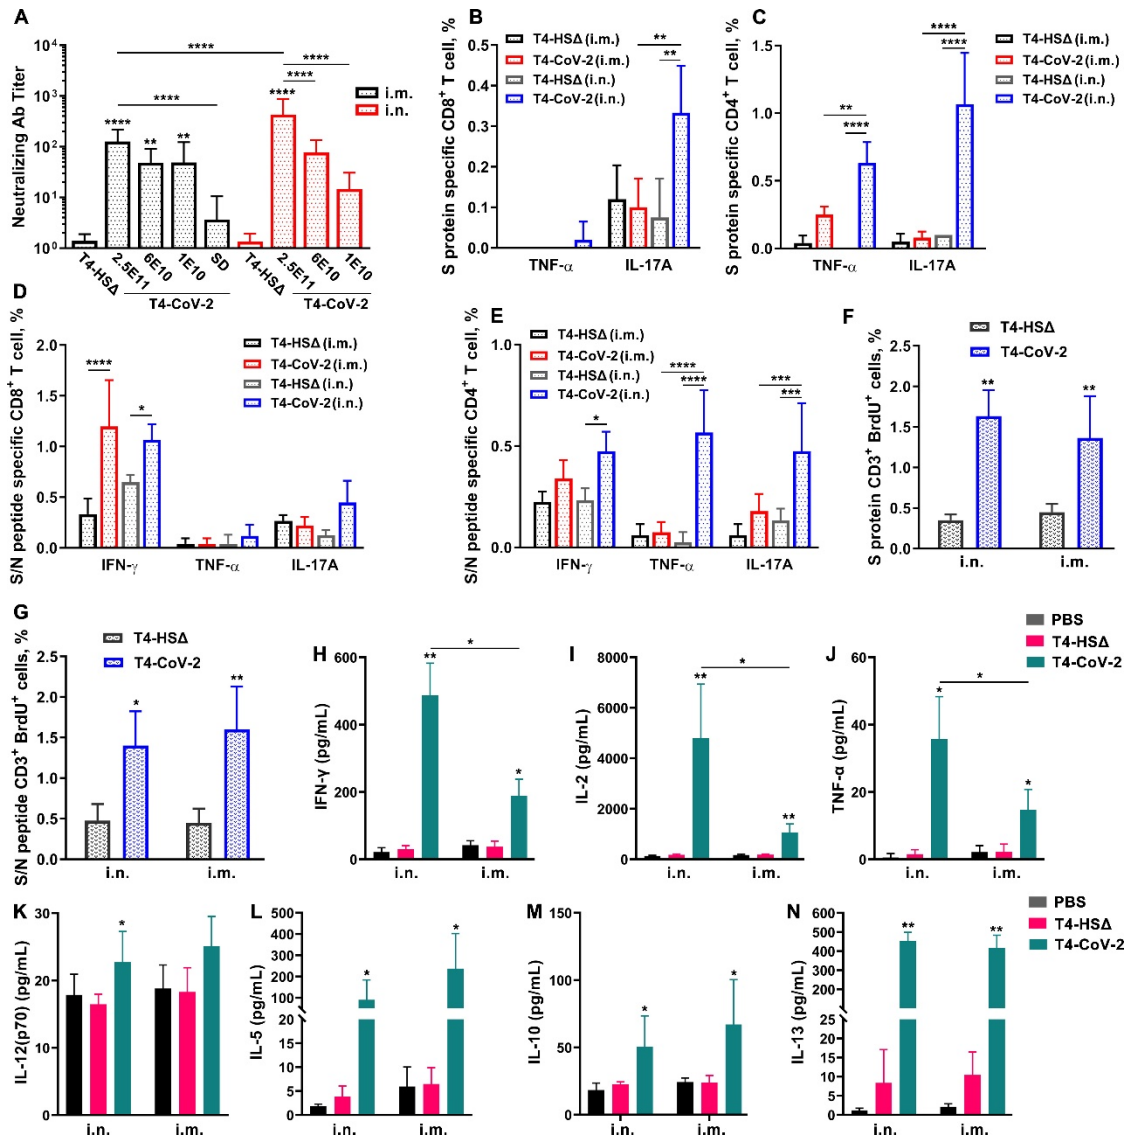 A
Neutralizing Ab Titer
10⁴
10³
10²
10¹
10⁰
****
****
****
****
****
****
**
**
****
i.m.
i.n.
T4-HSΔ
2.5E11
6E10
1E10
SD
T4-HSΔ
2.5E11
6E10
1E10
T4-CoV-2
T4-CoV-2
B
S protein specific CD8⁺ T cell, %
T4-HSΔ (i.m.)
T4-CoV-2 (i.m.)
T4-HSΔ (i.n.)
T4-CoV-2 (i.n.)
0.5
0.4
0.3
0.2
0.1
0.0
**
**
TNF-α
IL-17A
C
S protein specific CD4⁺ T cell, %
T4-HSΔ (i.m.)
T4-CoV-2 (i.m.)
T4-HSΔ (i.n.)
T4-CoV-2 (i.n.)
1.5
1.0
0.5
0.0
**
****
****
****
TNF-α
IL-17A
D
S/N peptide specific CD8⁺ T cell, %
2.0
1.5
1.0
0.5
0.0
T4-HSΔ (i.m.)
T4-CoV-2 (i.m.)
T4-HSΔ (i.n.)
T4-CoV-2 (i.n.)
****
*
IFN-γ
TNF-α
IL-17A
E
S/N peptide specific CD4⁺ T cell, %
1.0
0.5
0.0
T4-HSΔ (i.m.)
T4-CoV-2 (i.m.)
T4-HSΔ (i.n.)
T4-CoV-2 (i.n.)
*
****
****
***
***
IFN-γ
TNF-α
IL-17A
F
S protein CD3⁺ BrdU⁺ cells, %
T4-HSΔ
T4-CoV-2
2.5
2.0
1.5
1.0
0.5
0.0
**
**
i.n.
i.m.
G
S/N peptide CD3⁺ BrdU⁺ cells, %
T4-HSΔ
T4-CoV-2
2.5
2.0
1.5
1.0
0.5
0.0
*
**
i.n.
i.m.
H
IFN-γ (pg/mL)
600
400
200
0
**
*
*
i.n.
i.m.
I
IL-2 (pg/mL)
8000
6000
4000
2000
0
**
*
**
i.n.
i.m.
J
TNF-α (pg/mL)
60
40
20
0
*
*
*
i.n.
i.m.
PBS
T4-HSΔ
T4-CoV-2
K
IL-12(p70) (pg/mL)
30
20
10
0
*
i.n.
i.m.
L
IL-5 (pg/mL)
500
400
300
200
100
20
15
10
5
0
*
*
i.n.
i.m.
M
IL-10 (pg/mL)
150
100
50
0
*
*
i.n.
i.m.
N
IL-13 (pg/mL)
600
500
400
300
200
20
15
10
5
0
**
**
i.n.
i.m.
PBS
T4-HSΔ
T4-CoV-2